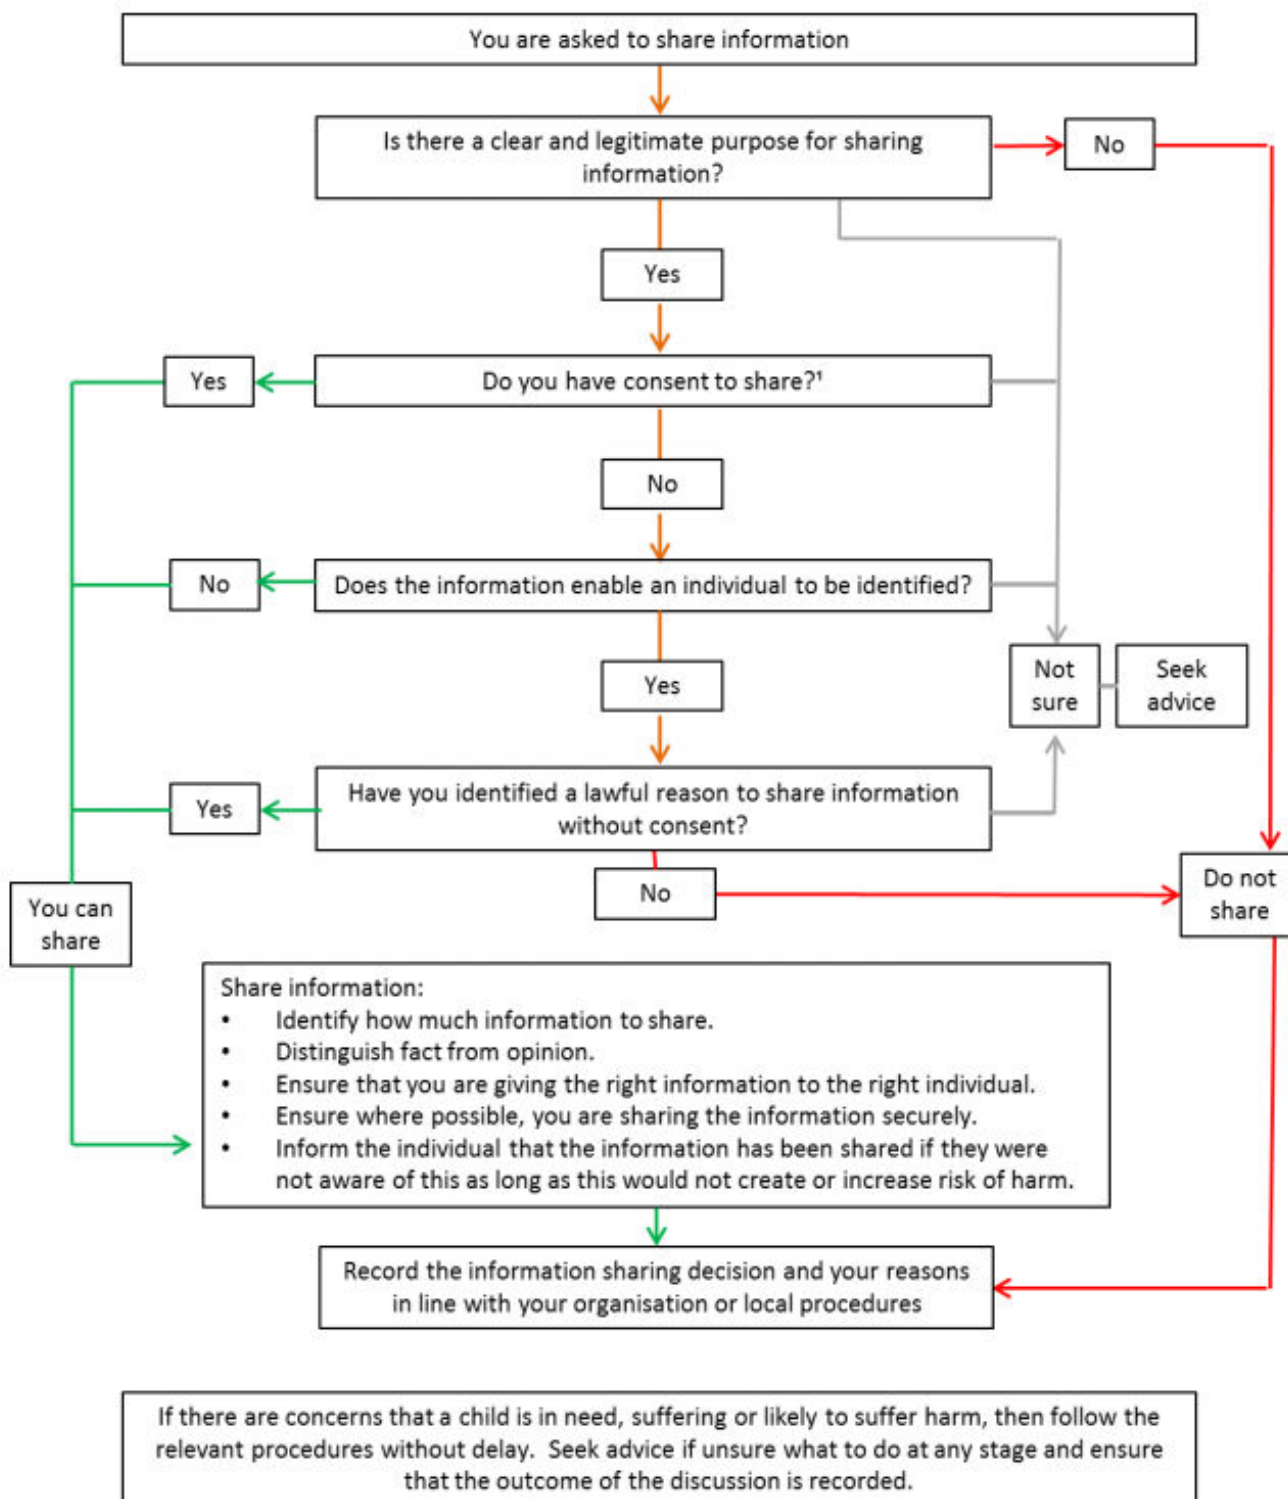 You are asked to share information
Is there a clear and legitimate purpose for sharing
information?
No
Yes
Yes
Do you have consent to share?¹
No
No
Does the information enable an individual to be identified?
Yes
Not
sure
Seek
advice
Yes
Have you identified a lawful reason to share information
without consent?
No
You can
share
Do not
share
Share information:
• Identify how much information to share.
• Distinguish fact from opinion.
• Ensure that you are giving the right information to the right individual.
• Ensure where possible, you are sharing the information securely.
• Inform the individual that the information has been shared if they were
not aware of this as long as this would not create or increase risk of harm.
Record the information sharing decision and your reasons
in line with your organisation or local procedures
If there are concerns that a child is in need, suffering or likely to suffer harm, then follow the
relevant procedures without delay.  Seek advice if unsure what to do at any stage and ensure
that the outcome of the discussion is recorded.